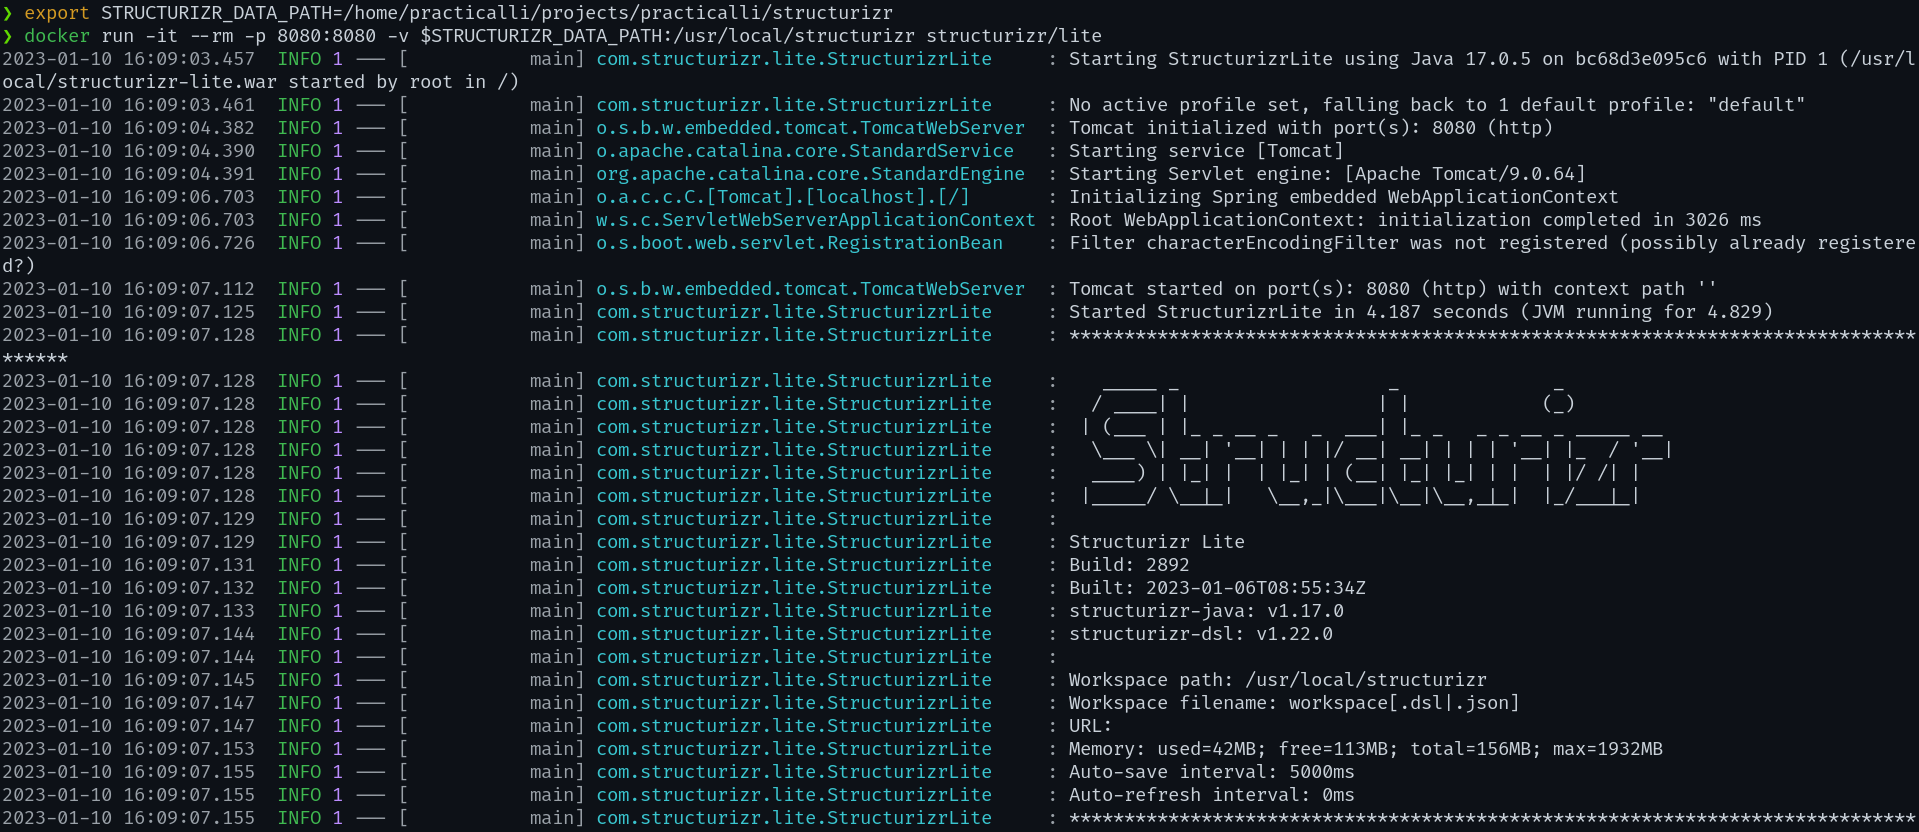 ❯ export STRUCTURIZR_DATA_PATH=/home/practicalli/projects/practicalli/structurizr
❯ docker run -it --rm -p 8080:8080 -v $STRUCTURIZR_DATA_PATH:/usr/local/structurizr structurizr/lite
2023-01-10 16:09:03.457  INFO 1 --- [           main] com.structurizr.lite.StructurizrLite     : Starting StructurizrLite using Java 17.0.5 on bc68d3e095c6 with PID 1 (/usr/l
ocal/structurizr-lite.war started by root in /)
2023-01-10 16:09:03.461  INFO 1 --- [           main] com.structurizr.lite.StructurizrLite     : No active profile set, falling back to 1 default profile: "default"
2023-01-10 16:09:04.382  INFO 1 --- [           main] o.s.b.w.embedded.tomcat.TomcatWebServer  : Tomcat initialized with port(s): 8080 (http)
2023-01-10 16:09:04.390  INFO 1 --- [           main] o.apache.catalina.core.StandardService   : Starting service [Tomcat]
2023-01-10 16:09:04.391  INFO 1 --- [           main] org.apache.catalina.core.StandardEngine  : Starting Servlet engine: [Apache Tomcat/9.0.64]
2023-01-10 16:09:06.703  INFO 1 --- [           main] o.a.c.c.C.[Tomcat].[localhost].[/]       : Initializing Spring embedded WebApplicationContext
2023-01-10 16:09:06.703  INFO 1 --- [           main] w.s.c.ServletWebServerApplicationContext : Root WebApplicationContext: initialization completed in 3026 ms
2023-01-10 16:09:06.726  INFO 1 --- [           main] o.s.boot.web.servlet.RegistrationBean    : Filter characterEncodingFilter was not registered (possibly already registere
d?)
2023-01-10 16:09:07.112  INFO 1 --- [           main] o.s.b.w.embedded.tomcat.TomcatWebServer  : Tomcat started on port(s): 8080 (http) with context path ''
2023-01-10 16:09:07.125  INFO 1 --- [           main] com.structurizr.lite.StructurizrLite     : Started StructurizrLite in 4.187 seconds (JVM running for 4.829)
2023-01-10 16:09:07.128  INFO 1 --- [           main] com.structurizr.lite.StructurizrLite     : *****************************************************************************
******
2023-01-10 16:09:07.128  INFO 1 --- [           main] com.structurizr.lite.StructurizrLite     :    _____ _                   _              _
2023-01-10 16:09:07.128  INFO 1 --- [           main] com.structurizr.lite.StructurizrLite     :   / ____| |                 | |            (_)
2023-01-10 16:09:07.128  INFO 1 --- [           main] com.structurizr.lite.StructurizrLite     :  | (___ | |_ _ __ _   _  ___| |_ _   _ _ __ _ _____ __
2023-01-10 16:09:07.128  INFO 1 --- [           main] com.structurizr.lite.StructurizrLite     :   \___ \| __| '__| | | |/ __| __| | | | '__| |_  / '__|
2023-01-10 16:09:07.128  INFO 1 --- [           main] com.structurizr.lite.StructurizrLite     :   ____) | |_| |  | |_| | (__| |_| |_| | |  | |/ /| |
2023-01-10 16:09:07.128  INFO 1 --- [           main] com.structurizr.lite.StructurizrLite     :  |_____/ \__|_|   \__,_|\___|\__|\__,_|_|  |_/___|_|
2023-01-10 16:09:07.129  INFO 1 --- [           main] com.structurizr.lite.StructurizrLite     :
2023-01-10 16:09:07.129  INFO 1 --- [           main] com.structurizr.lite.StructurizrLite     : Structurizr Lite
2023-01-10 16:09:07.131  INFO 1 --- [           main] com.structurizr.lite.StructurizrLite     : Build: 2892
2023-01-10 16:09:07.132  INFO 1 --- [           main] com.structurizr.lite.StructurizrLite     : Built: 2023-01-06T08:55:34Z
2023-01-10 16:09:07.133  INFO 1 --- [           main] com.structurizr.lite.StructurizrLite     : structurizr-java: v1.17.0
2023-01-10 16:09:07.144  INFO 1 --- [           main] com.structurizr.lite.StructurizrLite     : structurizr-dsl: v1.22.0
2023-01-10 16:09:07.144  INFO 1 --- [           main] com.structurizr.lite.StructurizrLite     :
2023-01-10 16:09:07.145  INFO 1 --- [           main] com.structurizr.lite.StructurizrLite     : Workspace path: /usr/local/structurizr
2023-01-10 16:09:07.147  INFO 1 --- [           main] com.structurizr.lite.StructurizrLite     : Workspace filename: workspace[.dsl|.json]
2023-01-10 16:09:07.147  INFO 1 --- [           main] com.structurizr.lite.StructurizrLite     : URL:
2023-01-10 16:09:07.153  INFO 1 --- [           main] com.structurizr.lite.StructurizrLite     : Memory: used=42MB; free=113MB; total=156MB; max=1932MB
2023-01-10 16:09:07.155  INFO 1 --- [           main] com.structurizr.lite.StructurizrLite     : Auto-save interval: 5000ms
2023-01-10 16:09:07.155  INFO 1 --- [           main] com.structurizr.lite.StructurizrLite     : Auto-refresh interval: 0ms
2023-01-10 16:09:07.155  INFO 1 --- [           main] com.structurizr.lite.StructurizrLite     : *****************************************************************************